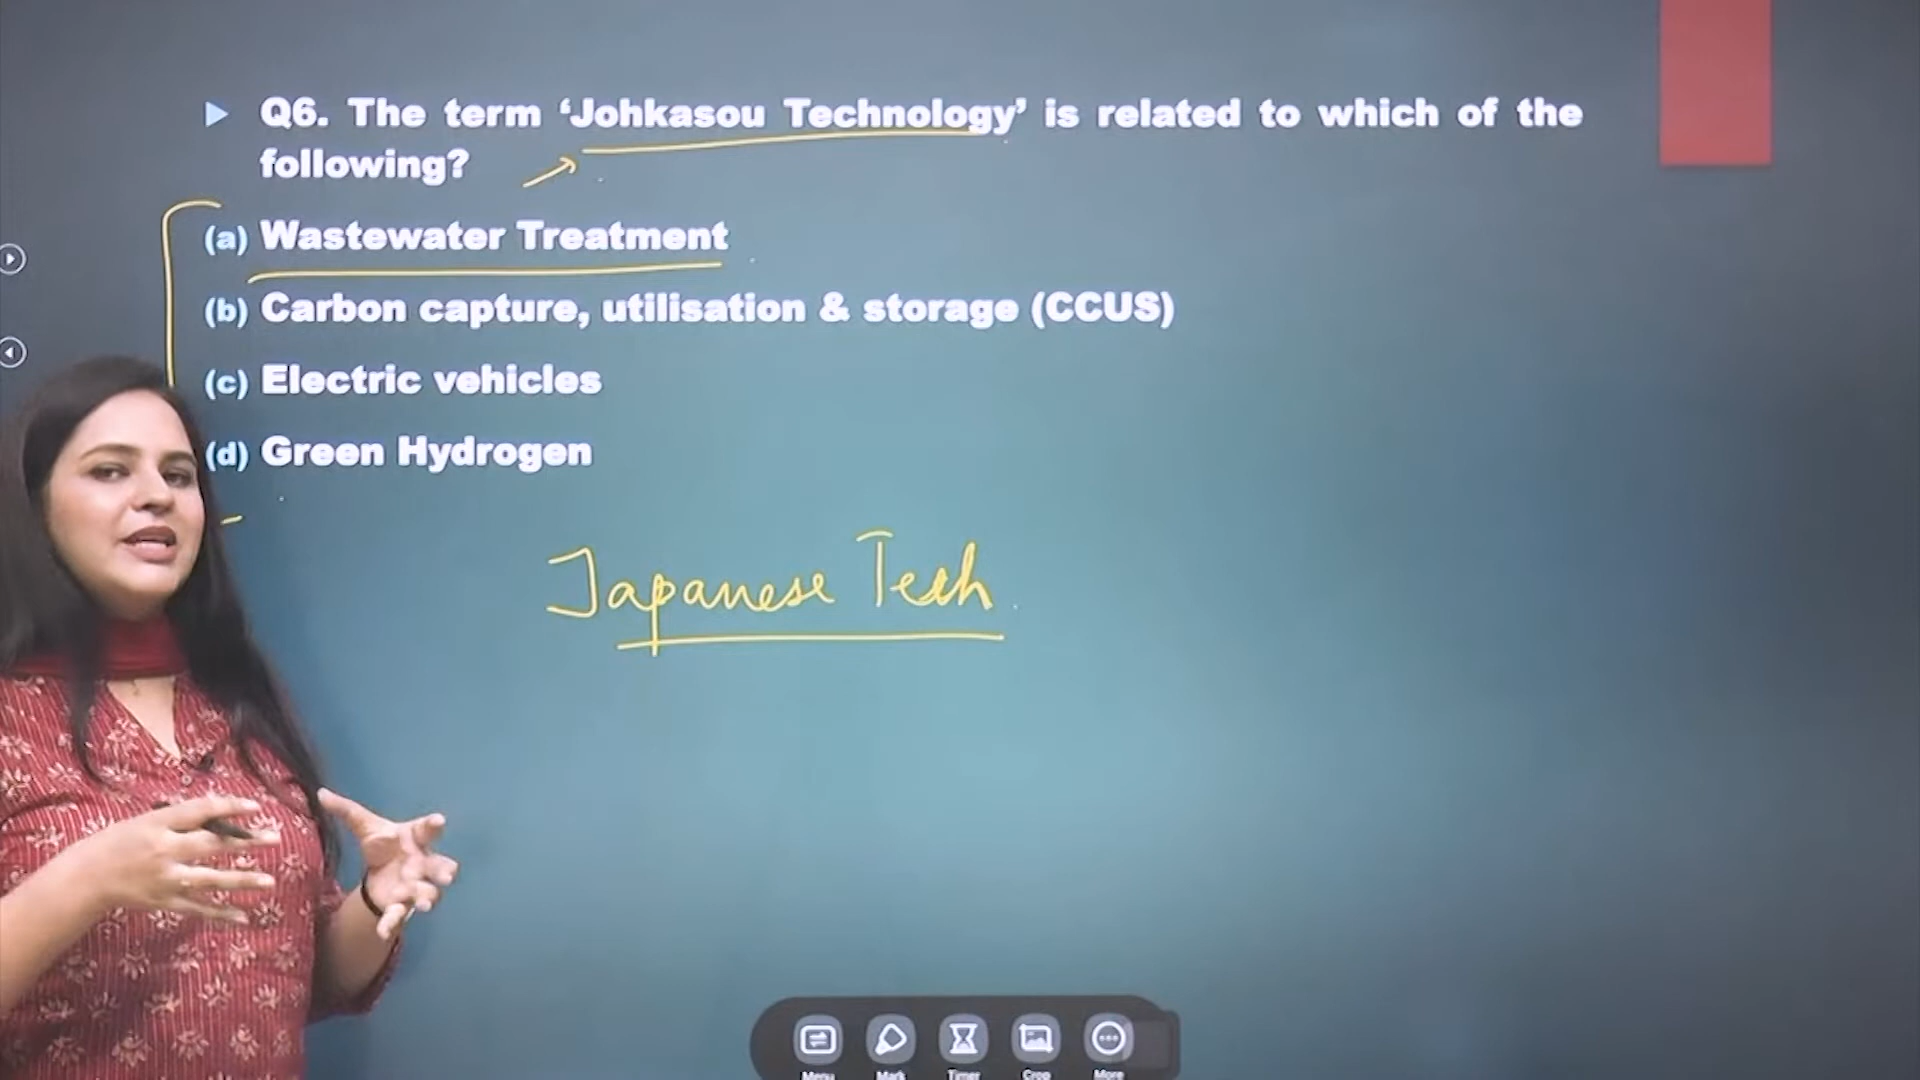 Q6. The term ‘Johkasou Technology’ is related to which of the
following?
(a) Wastewater Treatment
(b) Carbon capture, utilisation & storage (CCUS)
(c) Electric vehicles
(d) Green Hydrogen
Japanese Tech
Menu Mark Timer Crop More